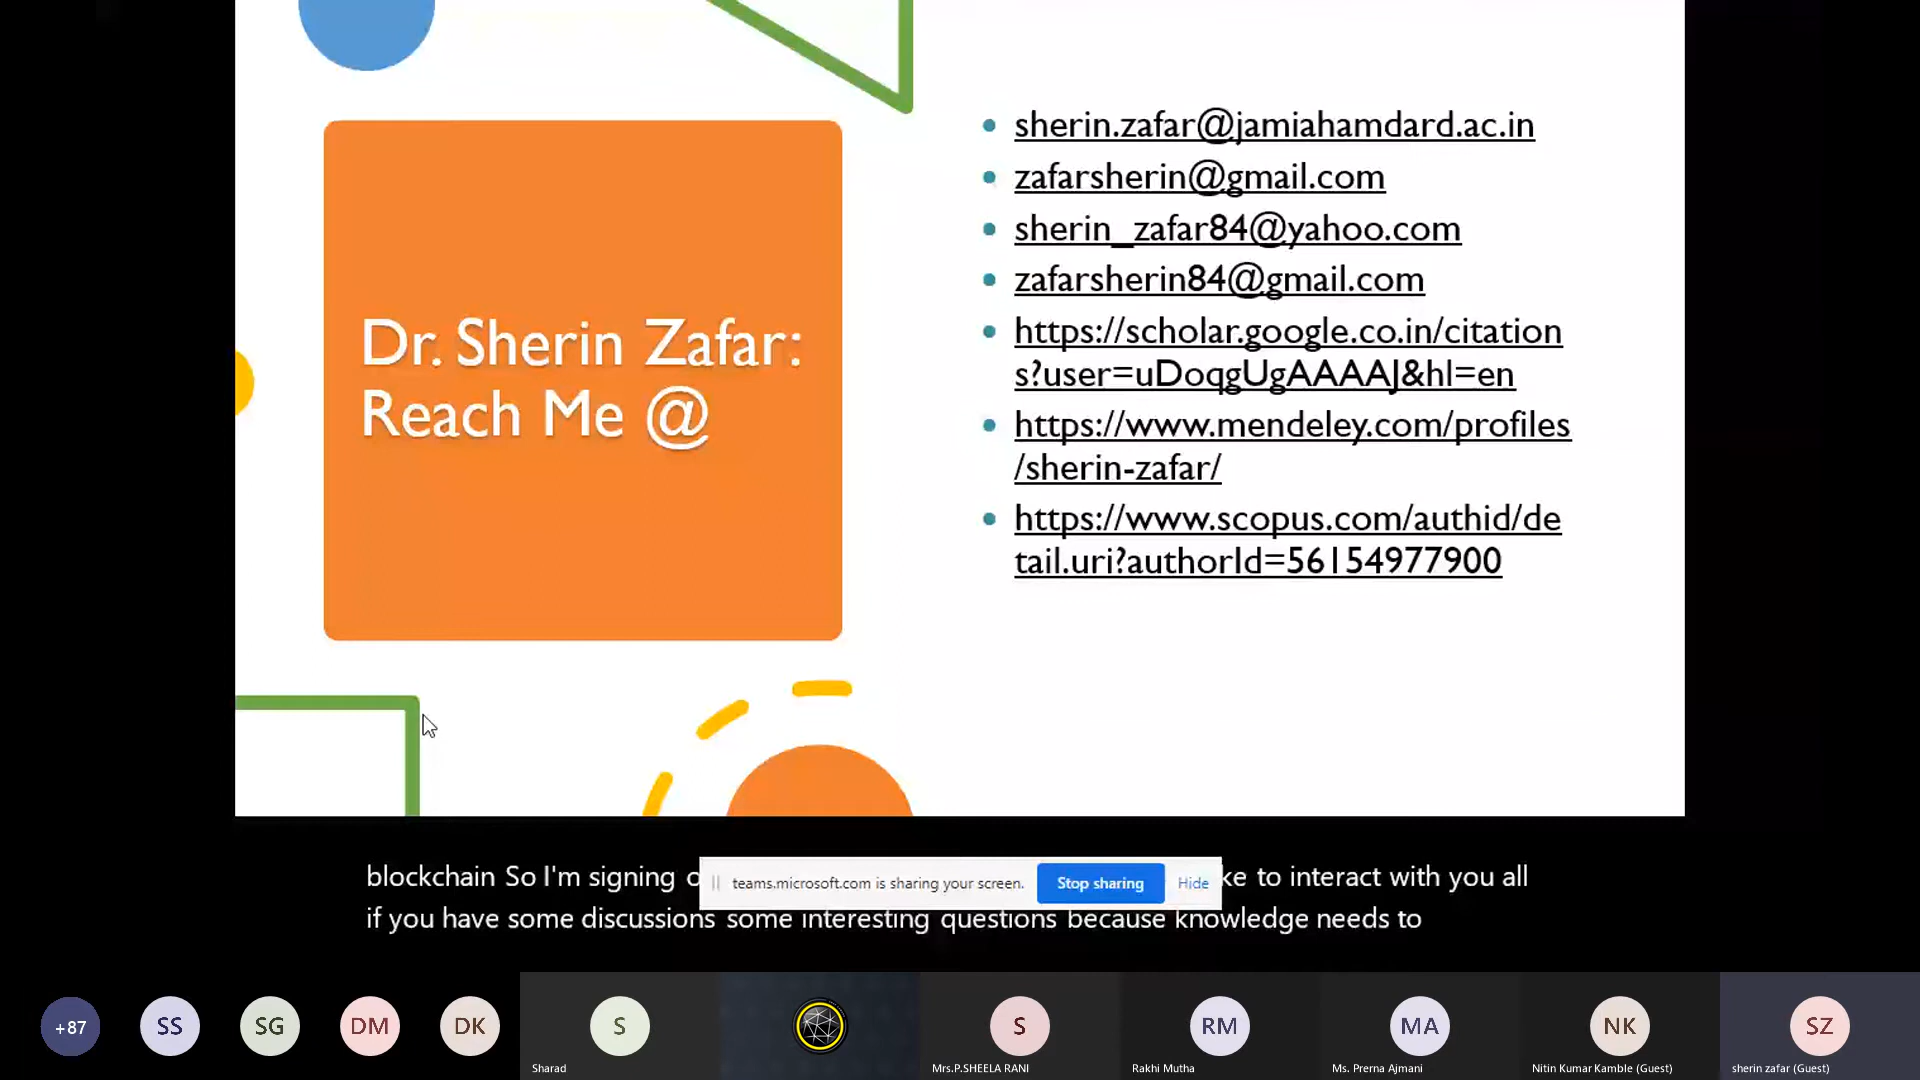 Dr. Sherin Zafar:
Reach Me @
sherin.zafar@jamiahamdard.ac.in
zafarsherin@gmail.com
sherin_zafar84@yahoo.com
zafarsherin84@gmail.com
https://scholar.google.co.in/citation
s?user=uDoqgUgAAAAJ&hl=en
https://www.mendeley.com/profiles
/sherin-zafar/
https://www.scopus.com/authid/de
tail.uri?authorId=56154977900
blockchain So I'm signing
to interact with you all
if you have some discussions some interesting questions because knowledge needs to
teams.microsoft.com is sharing your screen.
Stop sharing
Hide
+87
SS
SG
DM
DK
S
Sharad
S
Mrs.P.SHEELA RANI
RM
Rakhi Mutha
MA
Ms. Prerna Ajmani
NK
Nitin Kumar Kamble (Guest)
SZ
sherin zafar (Guest)